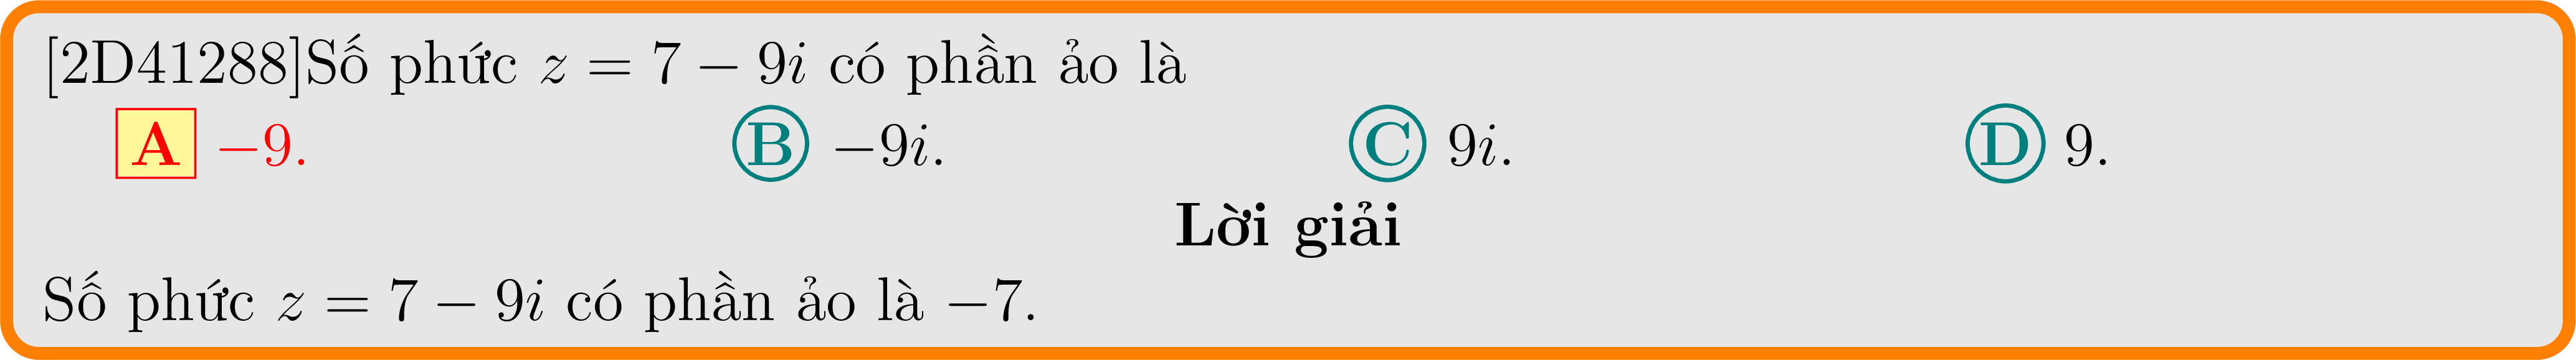 [2D41288]Số phức z = 7 − 9i có phần ảo là
A −9. B −9i. C 9i. D 9.
Lời giải
Số phức z = 7 − 9i có phần ảo là −7.